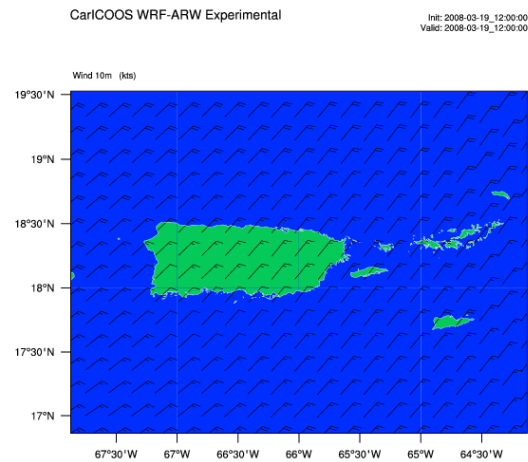 CarICOOS WRF-ARW Experimental
Init: 2008-03-19_12:00:00
Valid: 2008-03-19_12:00:00
Wind 10m (kts)
19°30'N
19°N
18°30'N
18°N
17°30'N
17°N
67°30'W 67°W 66°30'W 66°W 65°30'W 65°W 64°30'W